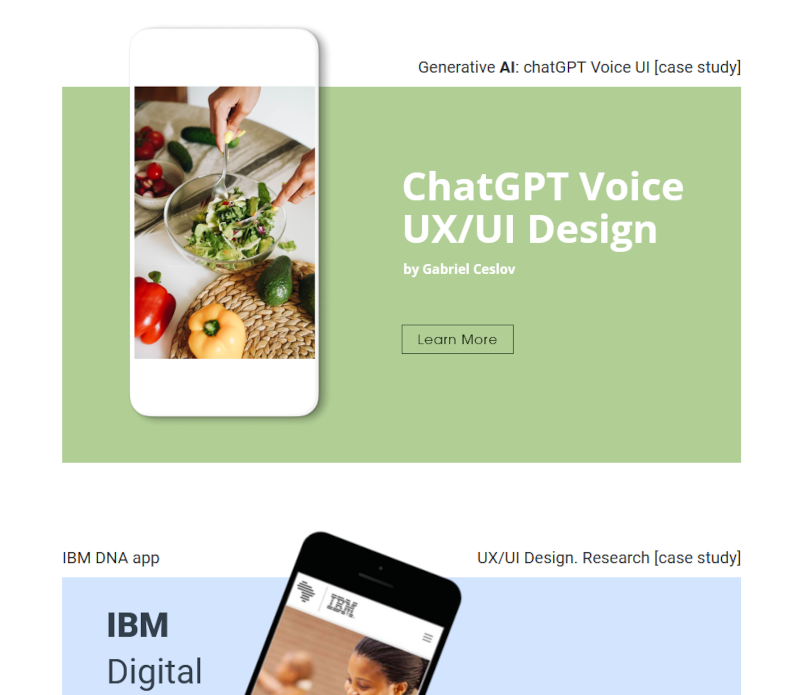 Generative AI: chatGPT Voice UI [case study]
ChatGPT Voice
UX/UI Design
by Gabriel Ceslov
Learn More
IBM DNA app
UX/UI Design. Research [case study]
IBM
Digital